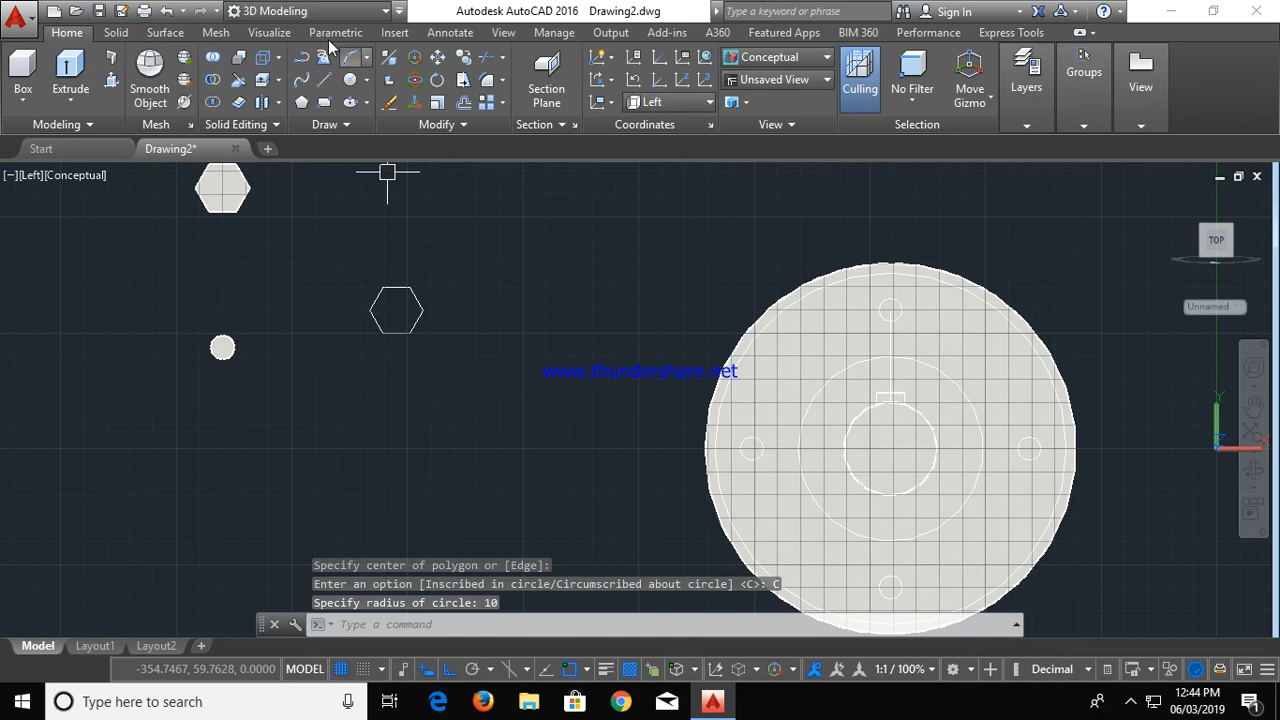 3D Modeling
Autodesk AutoCAD 2016 Drawing2.dwg
Type a keyword or phrase
Sign In
Home Solid Surface Mesh Visualize Parametric Insert Annotate View Manage Output Add-ins A360 Featured Apps BIM 360 Performance Express Tools
Box
Extrude
Smooth Object
Section Plane
Conceptual
Unsaved View
Left
Culling
No Filter
Move Gizmo
Groups
Layers
View
Modeling Mesh Solid Editing Draw Modify Section Coordinates View Selection
Start Drawing2*
[−][Left][Conceptual]
TOP
Unnamed
Y
X
www.thundershare.net
Specify center of polygon or [Edge]:
Enter an option [Inscribed in circle/Circumscribed about circle] <C>: C
Specify radius of circle: 10
Type a command
Model Layout1 Layout2
-354.7467, 59.7628, 0.0000 MODEL
1:1 / 100%
Decimal
Type here to search
12:44 PM
06/03/2019